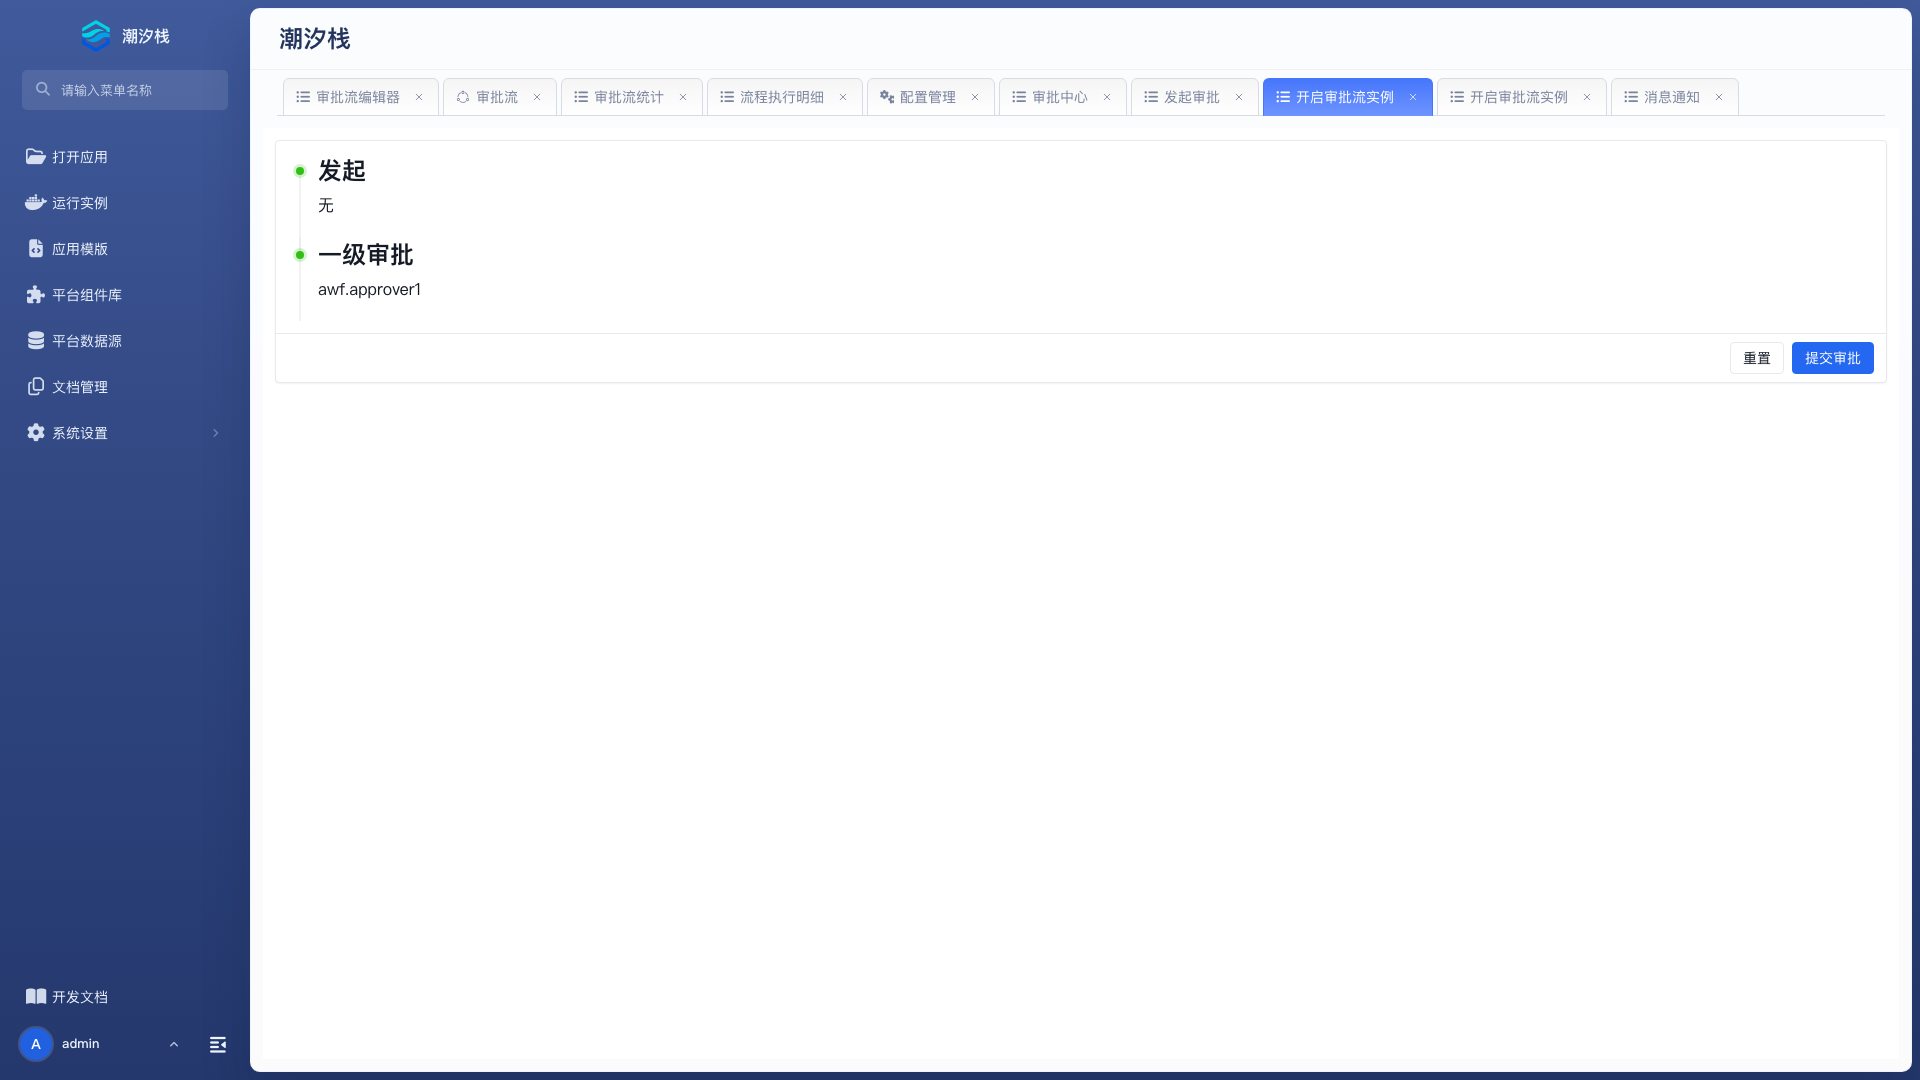 潮汐栈
请输入菜单名称
打开应用
运行实例
应用模版
平台组件库
平台数据源
文档管理
系统设置
开发文档
A admin
潮汐栈
审批流编辑器 审批流 审批流统计 流程执行明细 配置管理 审批中心 发起审批 开启审批流实例 开启审批流实例 消息通知
发起
无
一级审批
awf.approver1
重置 提交审批